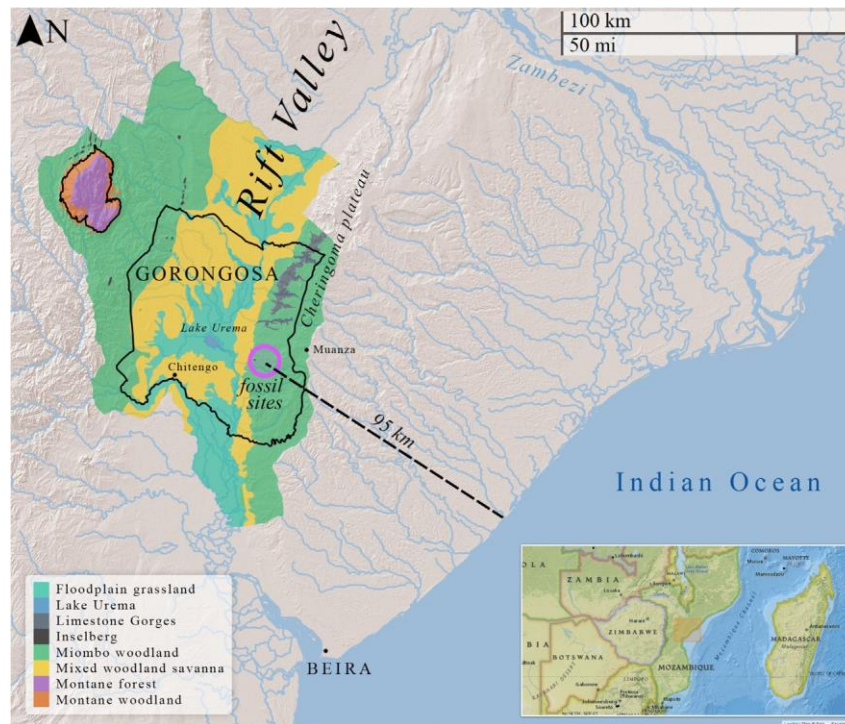 N
100 km
50 mi
Zambezi
Rift Valley
Cheringoma plateau
GORONGOSA
Lake Urema
Muanza
Chitengo
fossil
sites
95 km
Indian Ocean
BEIRA
Floodplain grassland
Lake Urema
Limestone Gorges
Inselberg
Miombo woodland
Mixed woodland savanna
Montane forest
Montane woodland
ZAMBIA
ZIMBABWE
BOTSWANA
MOZAMBIQUE
MADAGASCAR
COMOROS
MAYOTTE
Mozambique Channel